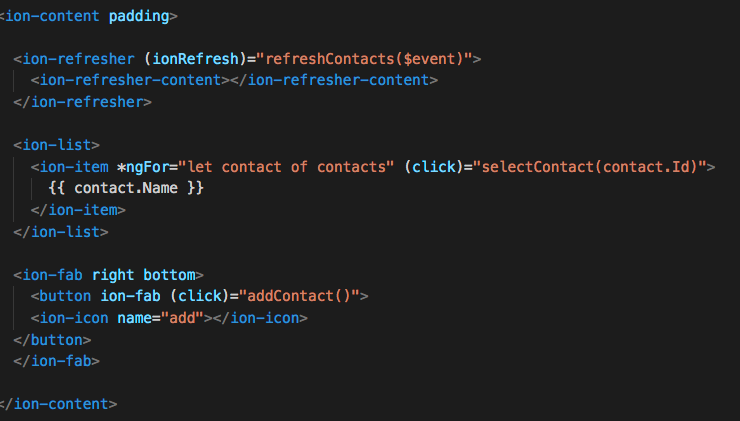 <ion-content padding>
<ion-refresher (ionRefresh)="refreshContacts($event)">
<ion-refresher-content></ion-refresher-content>
</ion-refresher>
<ion-list>
<ion-item *ngFor="let contact of contacts" (click)="selectContact(contact.Id)">
{{ contact.Name }}
</ion-item>
</ion-list>
<ion-fab right bottom>
<button ion-fab (click)="addContact()">
<ion-icon name="add"></ion-icon>
</button>
</ion-fab>
</ion-content>